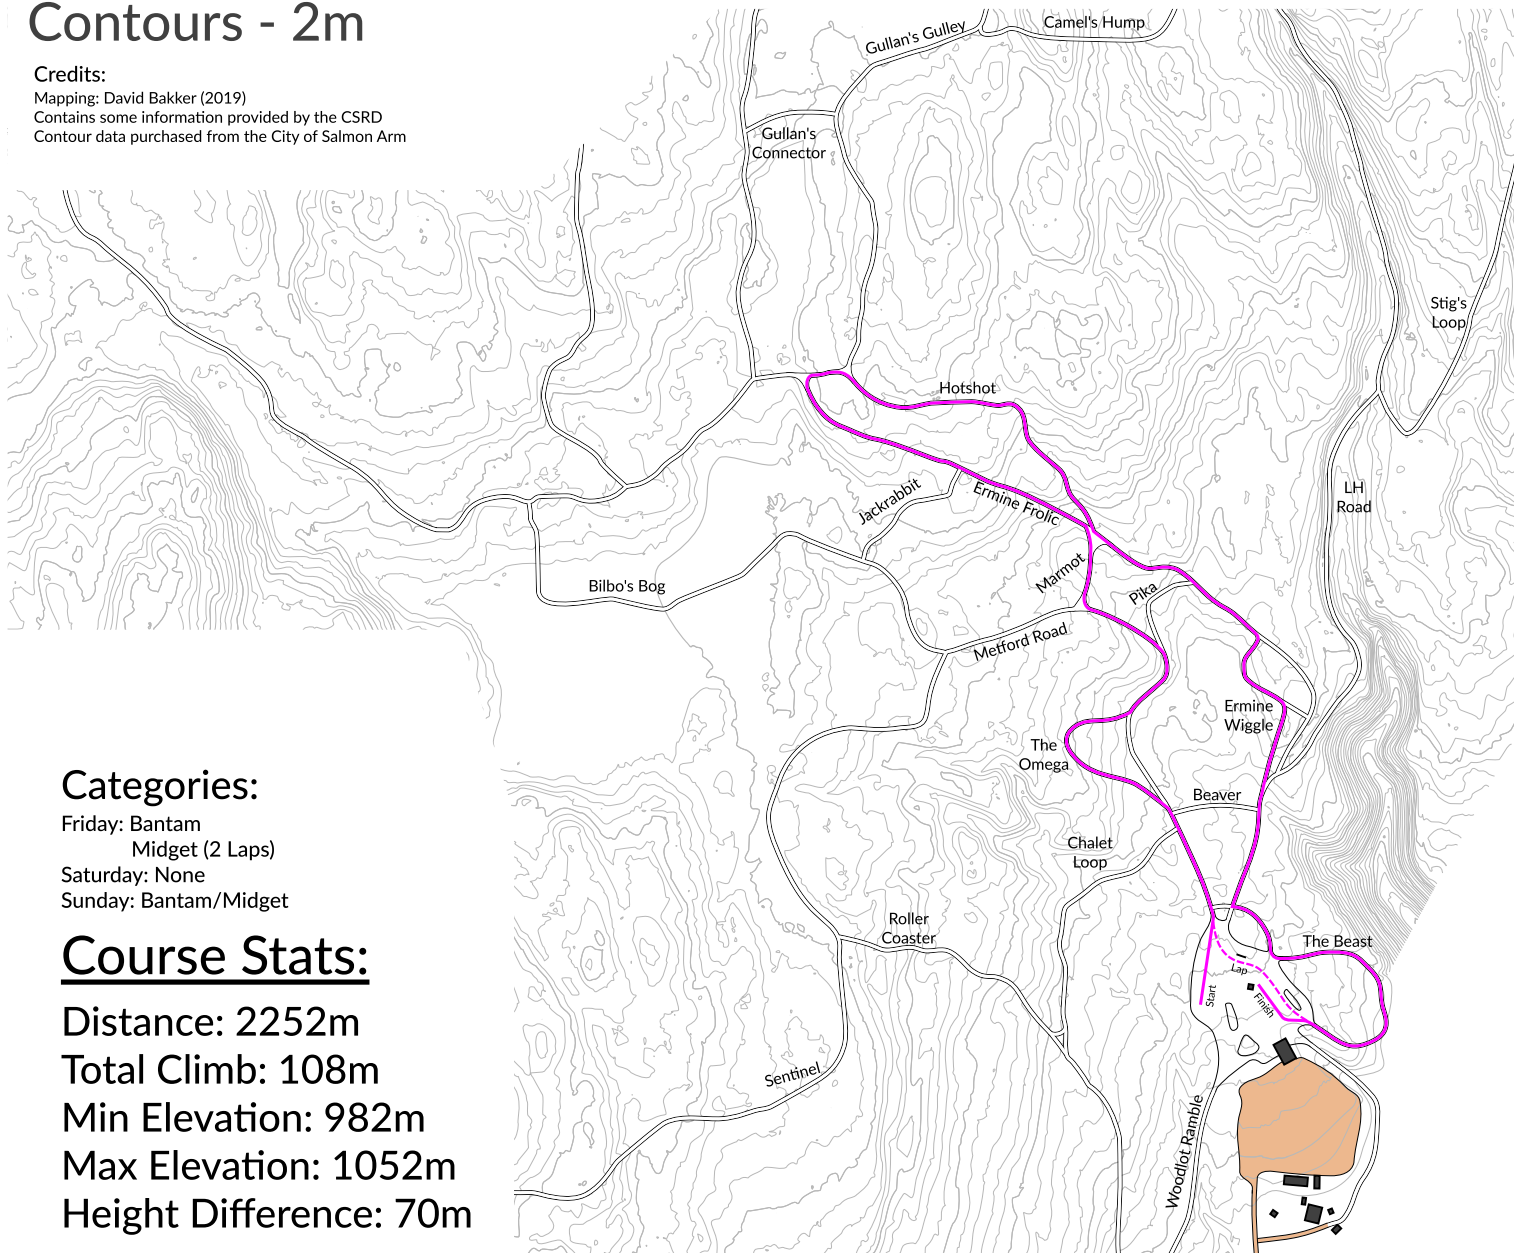 Contours - 2m
Credits:
Mapping: David Bakker (2019)
Contains some information provided by the CSRD
Contour data purchased from the City of Salmon Arm
Gullan's Gulley
Camel's Hump
Gullan's
Connector
Stig's
Loop
Hotshot
LH
Road
Jackrabbit
Ermine Frolic
Marmot
Pika
Bilbo's Bog
Metford Road
Ermine
Wiggle
The
Omega
Beaver
Chalet
Loop
Roller
Coaster
The Beast
Lap
Start
Finish
Sentinel
Woodlot Ramble
Categories:
Friday: Bantam
Midget (2 Laps)
Saturday: None
Sunday: Bantam/Midget
Course Stats:
Distance: 2252m
Total Climb: 108m
Min Elevation: 982m
Max Elevation: 1052m
Height Difference: 70m